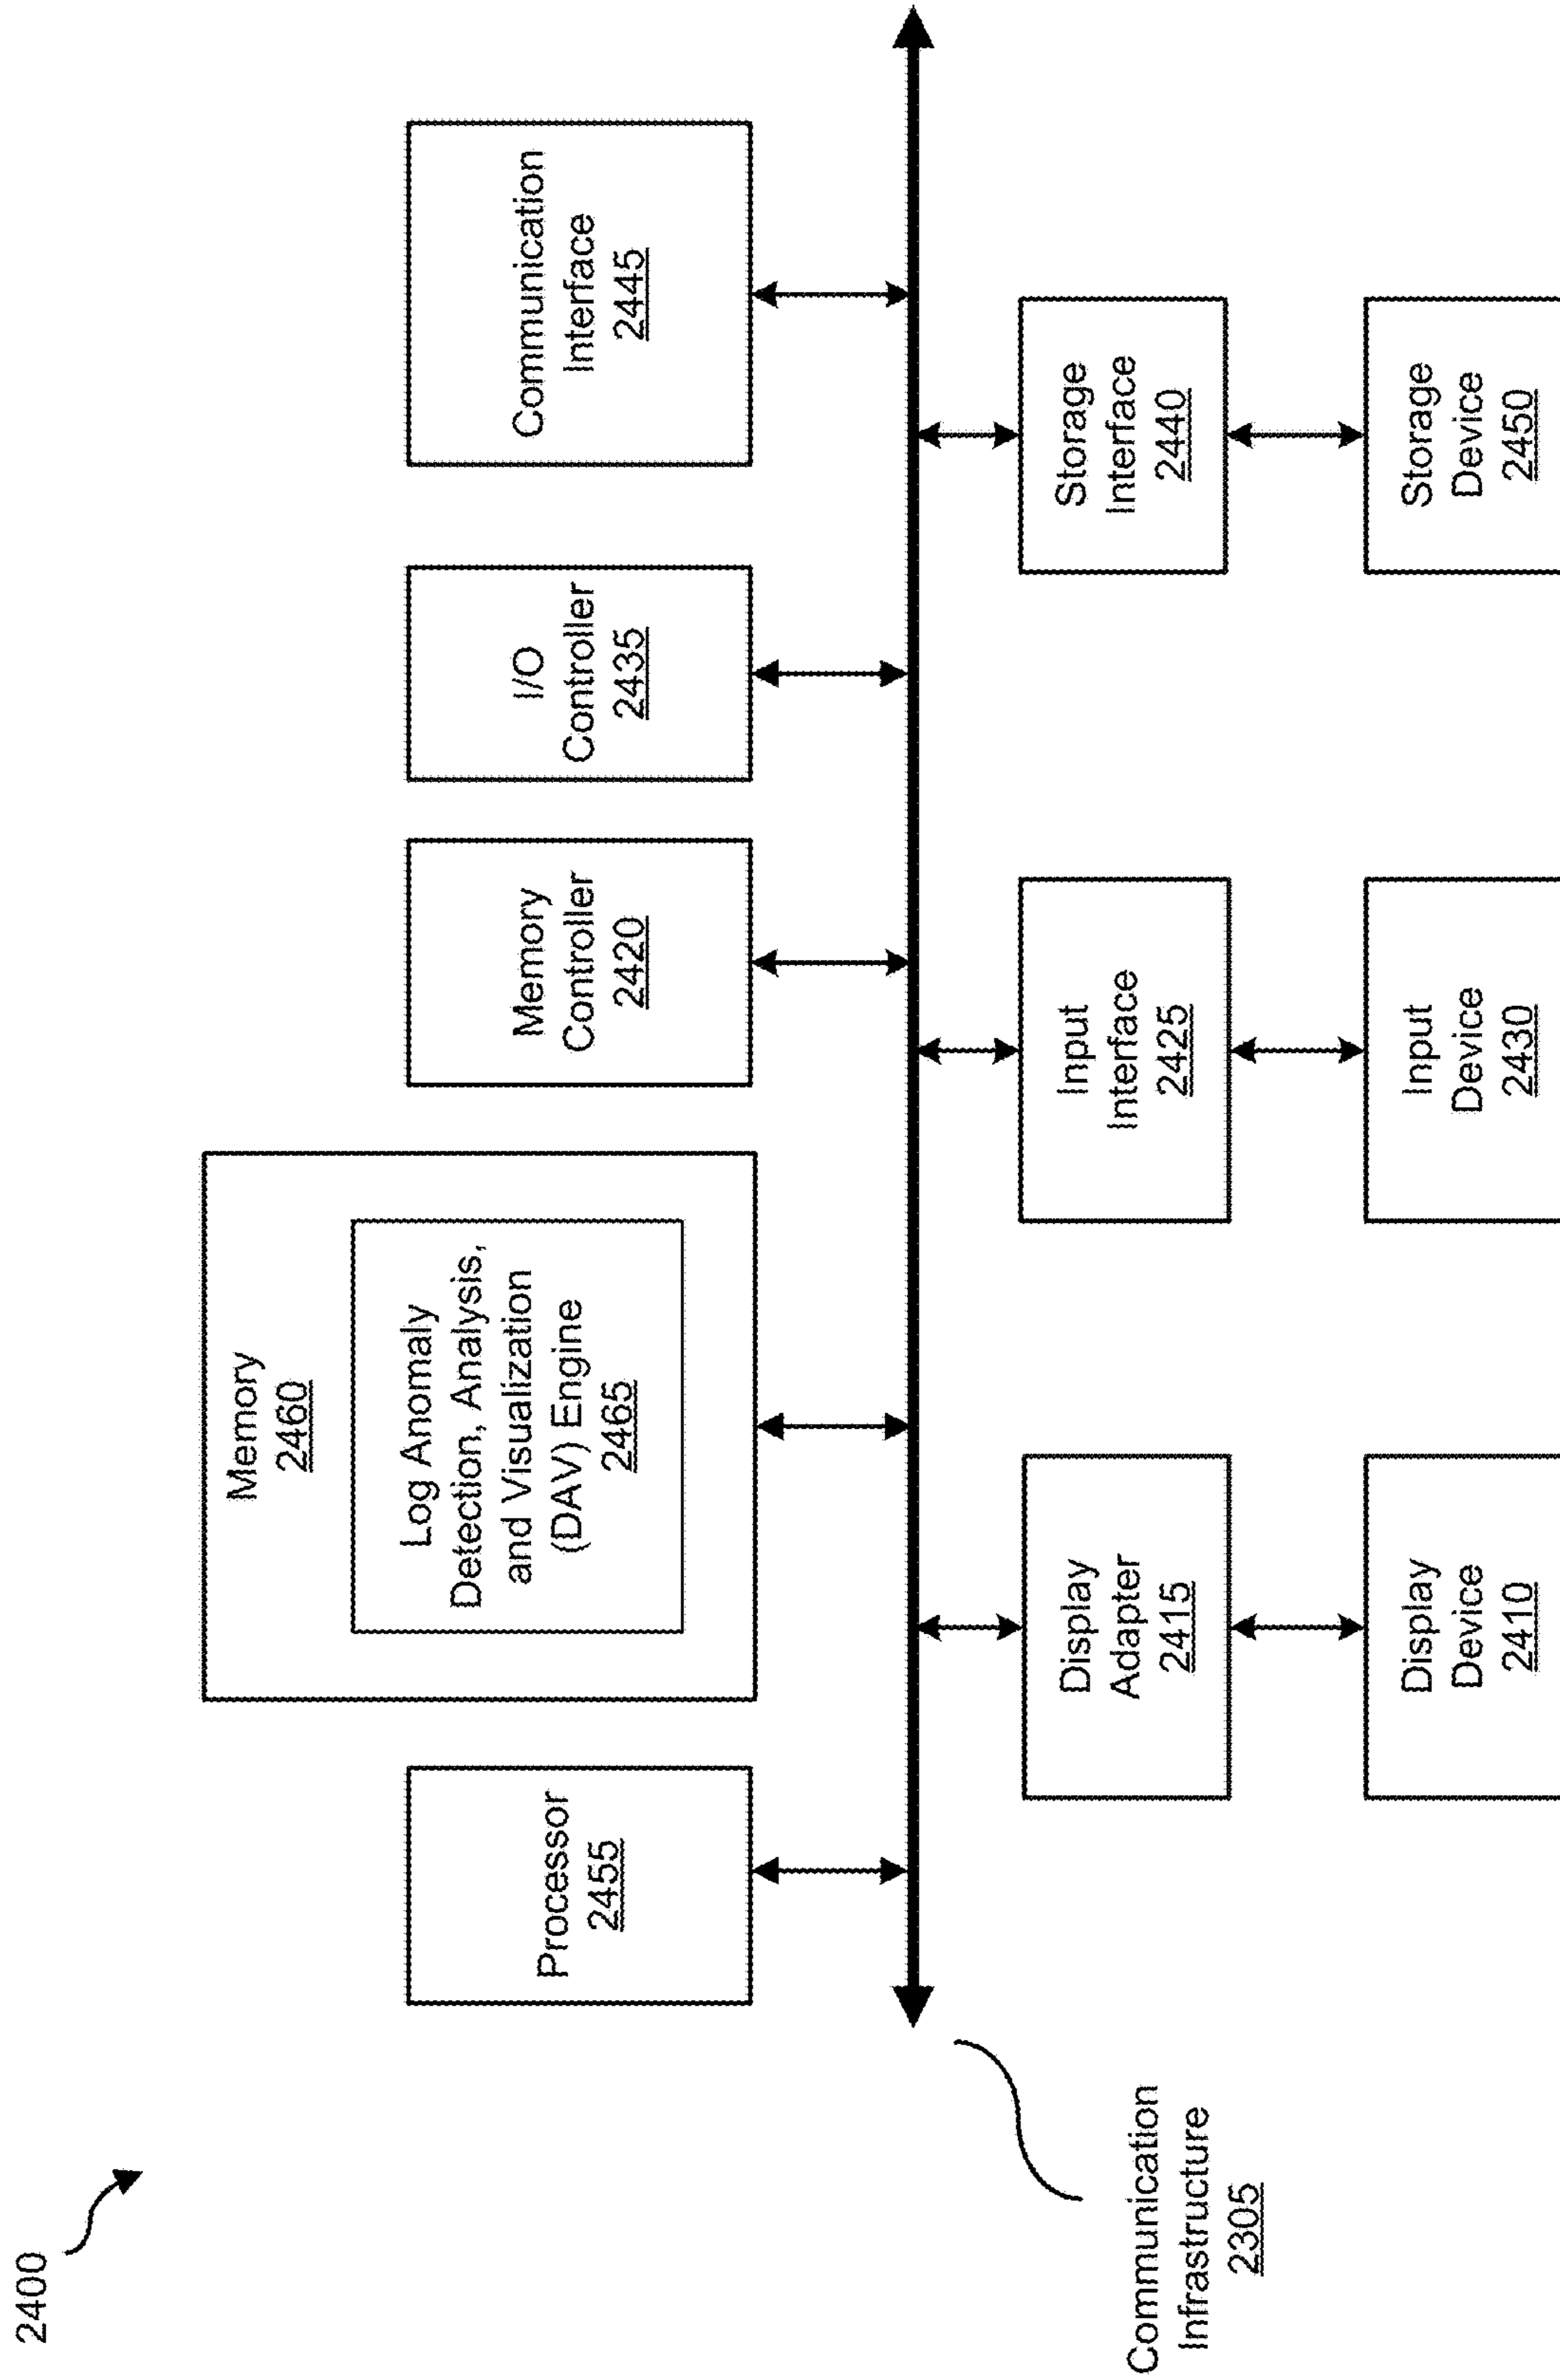 2400
Processor
2455
Memory
2460
Log Anomaly
Detection, Analysis,
and Visualization
(DAV) Engine
2465
Memory
Controller
2420
I/O
Controller
2435
Communication
Interface
2445
Communication
Infrastructure
2305
Display
Adapter
2415
Input
Interface
2425
Storage
Interface
2440
Display
Device
2410
Input
Device
2430
Storage
Device
2450